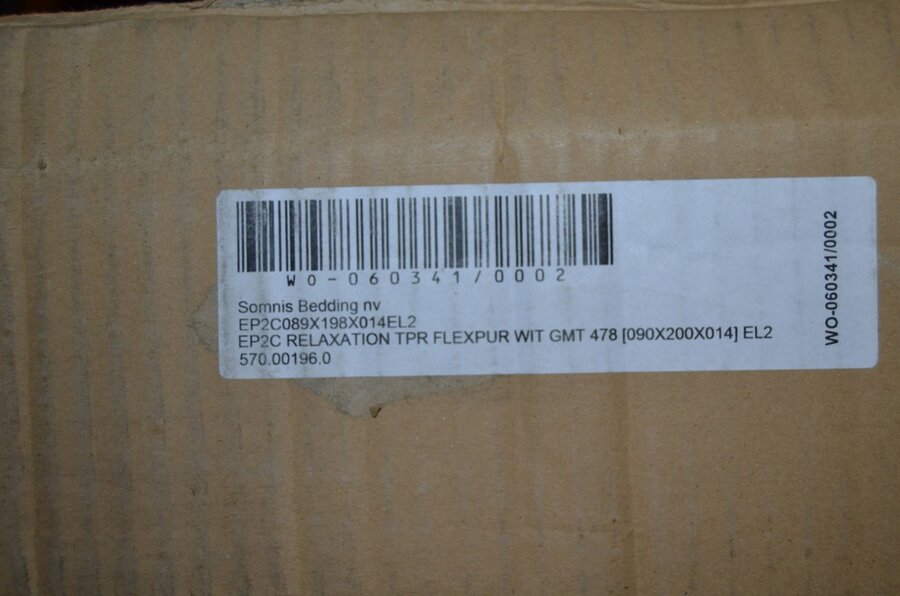 WO-060341/0002
Somnis Bedding nv
EP2C089X198X014EL2
EP2C RELAXATION TPR FLEXPUR WIT GMT 478 [090X200X014] EL2
570.00196.0
WO-060341/0002